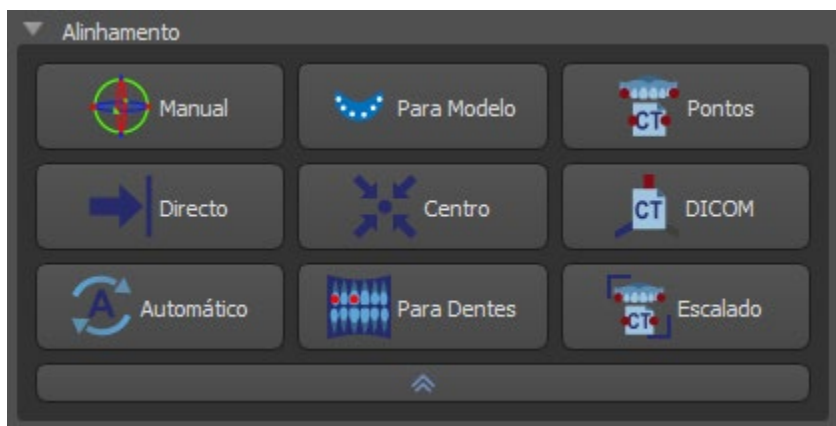 Alinhamento
Manual
Para Modelo
CT
Pontos
Directo
Centro
CT
DICOM
A
Automático
Para Dentes
CT
Escalado